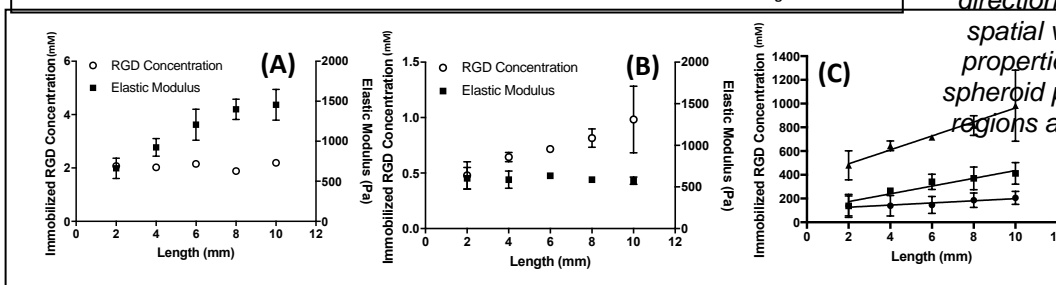 direction
spatial v
properti
spheroid p
regions a
(A)
RGD Concentration
Elastic Modulus
Immobilized RGD Concentration(mM)
6
4
2
0
2000
1500
1000
500
0
Elastic Modulus (Pa)
0 2 4 6 8 10 12
Length (mm)
(B)
RGD Concentration
Elastic Modulus
Immobilized RGD Concentration (mM)
1.5
1.0
0.5
0.0
2000
1500
1000
500
0
Elastic Modulus (Pa)
0 2 4 6 8 10 12
Length (mm)
(C)
Immobilized RGD Concentration (mM)
1400
1200
1000
800
600
400
200
0
0 2 4 6 8 10
Length (mm)